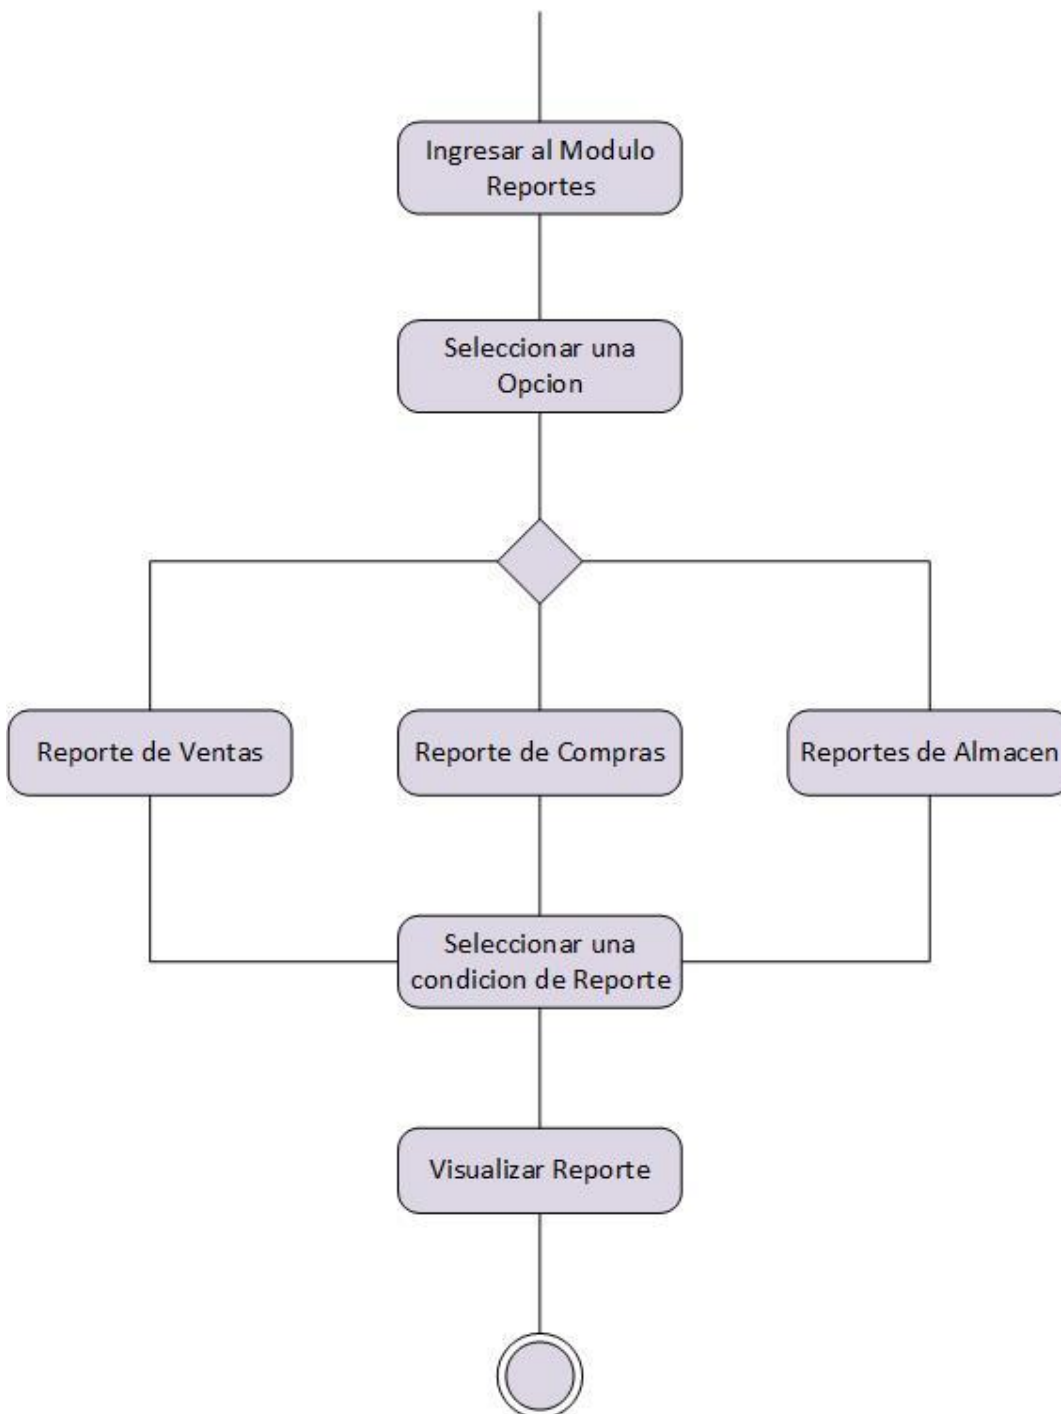 Ingresar al Modulo
Reportes
Seleccionar una
Opcion
Reporte de Ventas
Reporte de Compras
Reportes de Almacen
Seleccionar una
condicion de Reporte
Visualizar Reporte